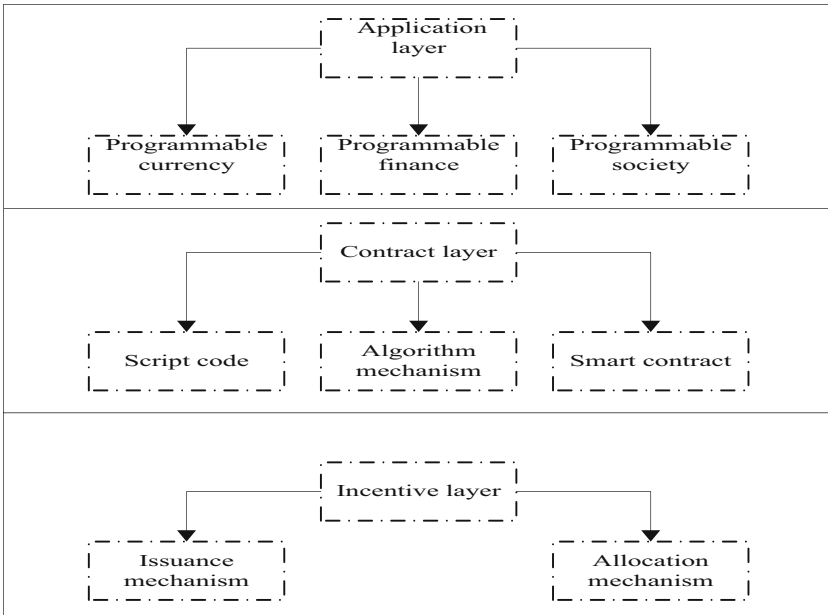 Application
layer
Programmable
currency
Programmable
finance
Programmable
society
Contract layer
Script code
Algorithm
mechanism
Smart contract
Incentive layer
Issuance
mechanism
Allocation
mechanism